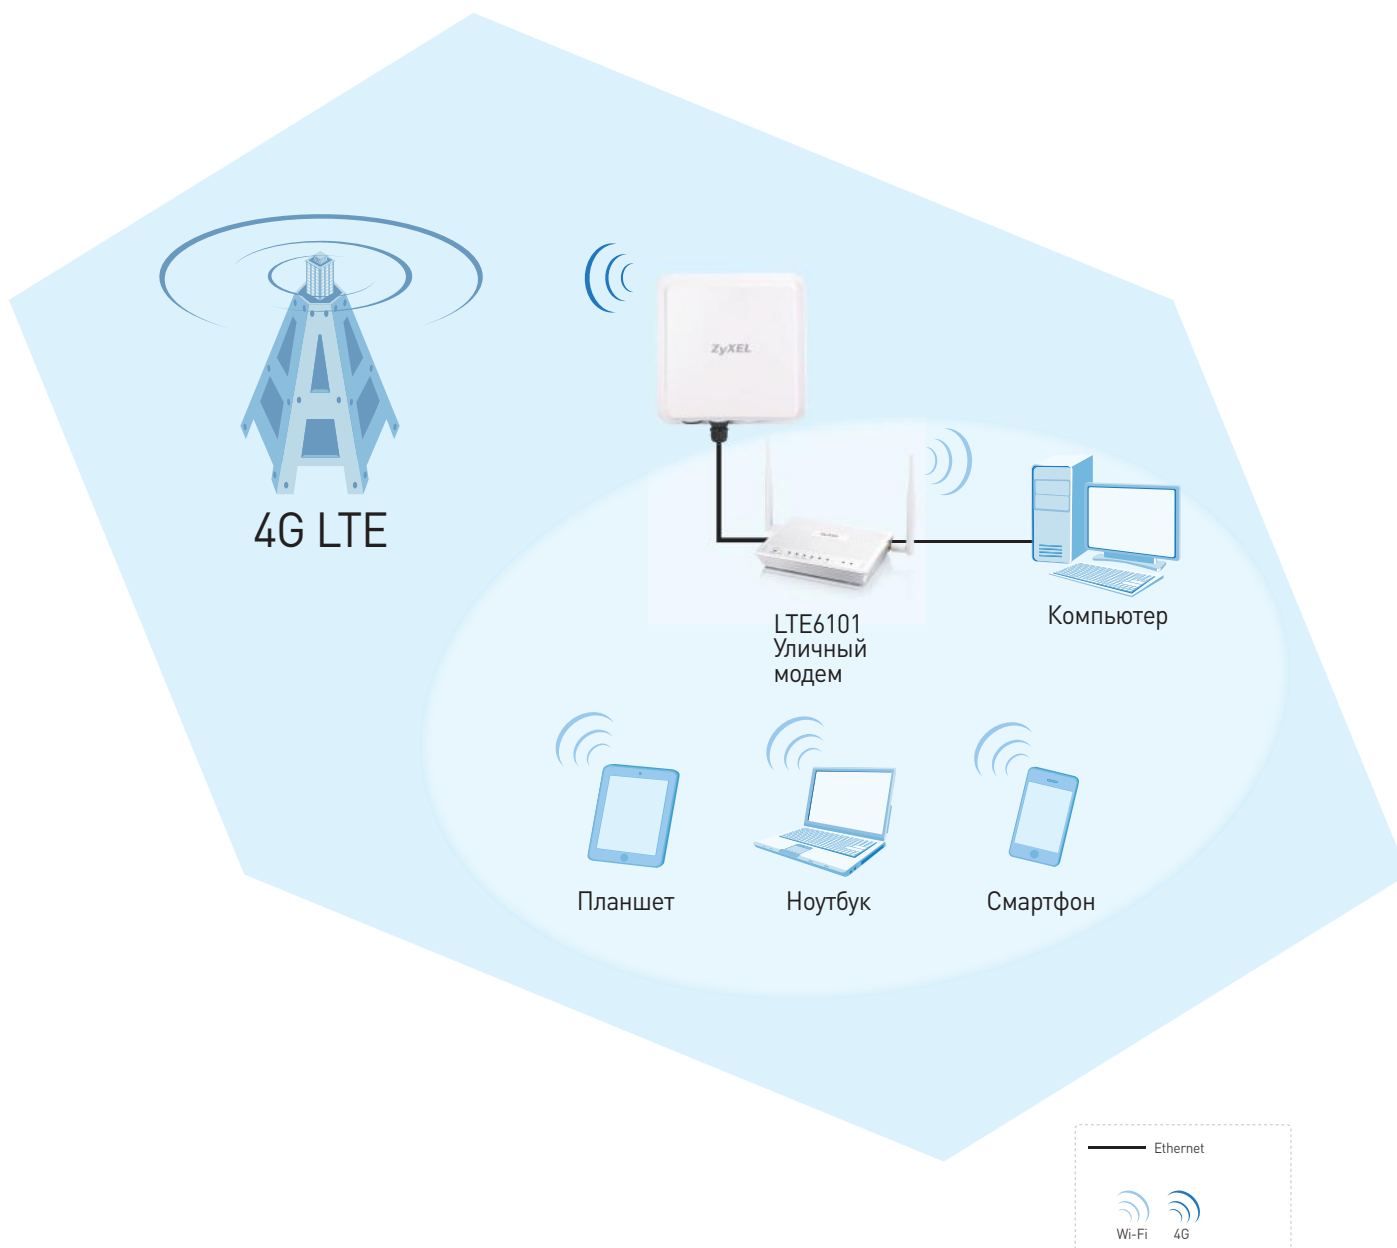 ZyXEL
4G LTE
LTE6101
Уличный
модем
Компьютер
Планшет
Ноутбук
Смартфон
Ethernet
Wi-Fi
4G